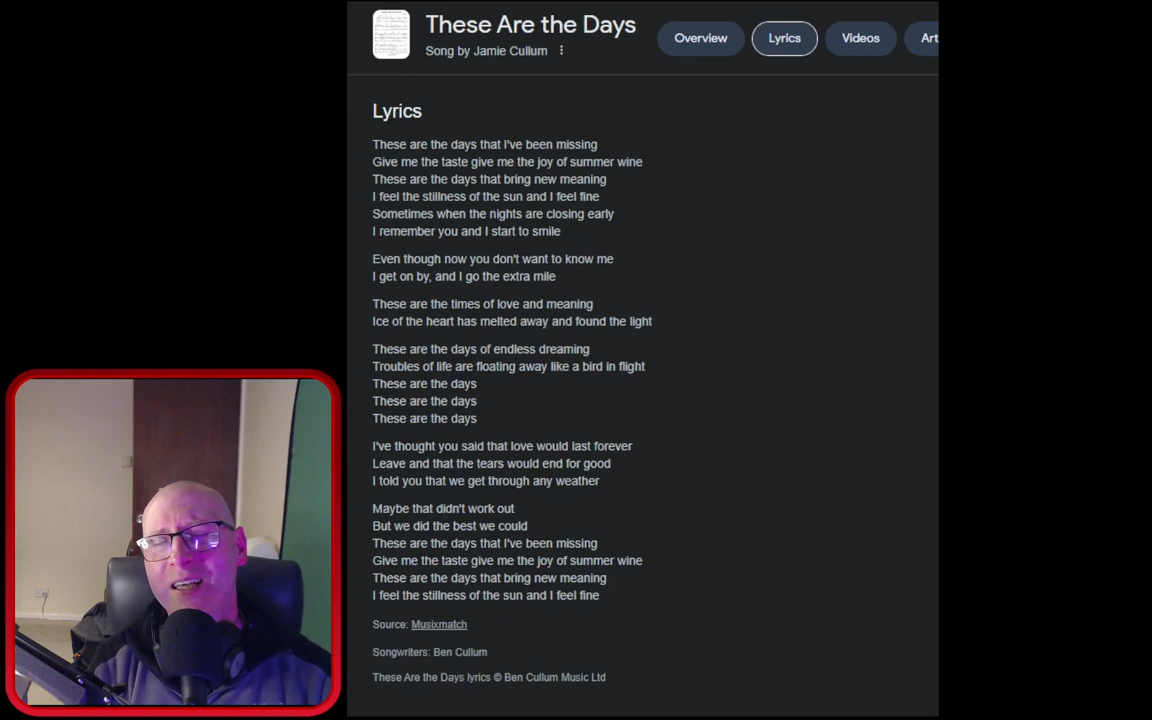 These Are the Days
Song by Jamie Cullum
Overview
Lyrics
Videos
Art
Lyrics
These are the days that I've been missing
Give me the taste give me the joy of summer wine
These are the days that bring new meaning
I feel the stillness of the sun and I feel fine
Sometimes when the nights are closing early
I remember you and I start to smile
Even though now you don't want to know me
I get on by, and I go the extra mile
These are the times of love and meaning
Ice of the heart has melted away and found the light
These are the days of endless dreaming
Troubles of life are floating away like a bird in flight
These are the days
These are the days
These are the days
I've thought you said that love would last forever
Leave and that the tears would end for good
I told you that we get through any weather
Maybe that didn't work out
But we did the best we could
These are the days that I've been missing
Give me the taste give me the joy of summer wine
These are the days that bring new meaning
I feel the stillness of the sun and I feel fine
Source: Musixmatch
Songwriters: Ben Cullum
These Are the Days lyrics © Ben Cullum Music Ltd